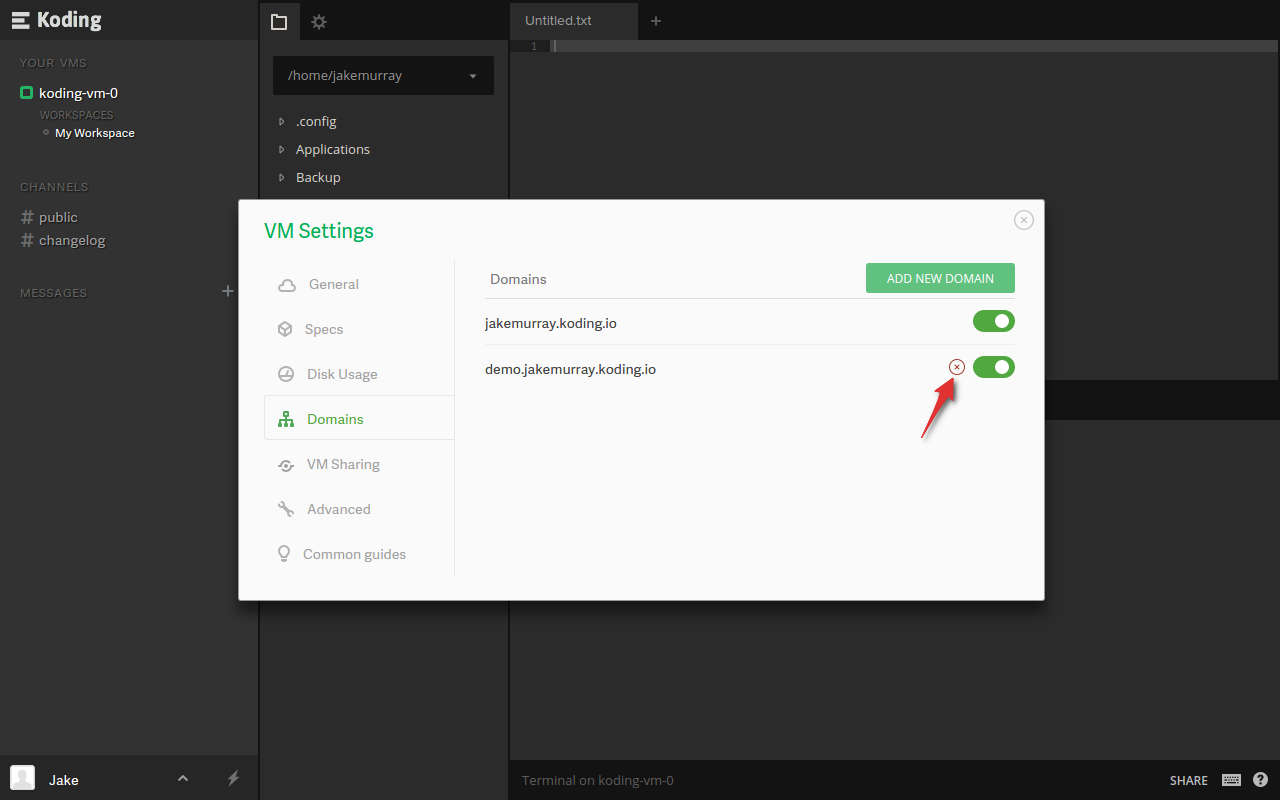 Koding
YOUR VMS
koding-vm-0
WORKSPACES
My Workspace
CHANNELS
# public
# changelog
MESSAGES
+
Jake
/home/jakemurray
.config
Applications
Backup
Untitled.txt
+
1
VM Settings
General
Specs
Disk Usage
Domains
VM Sharing
Advanced
Common guides
Domains
ADD NEW DOMAIN
jakemurray.koding.io
demo.jakemurray.koding.io
Terminal on koding-vm-0
SHARE
?